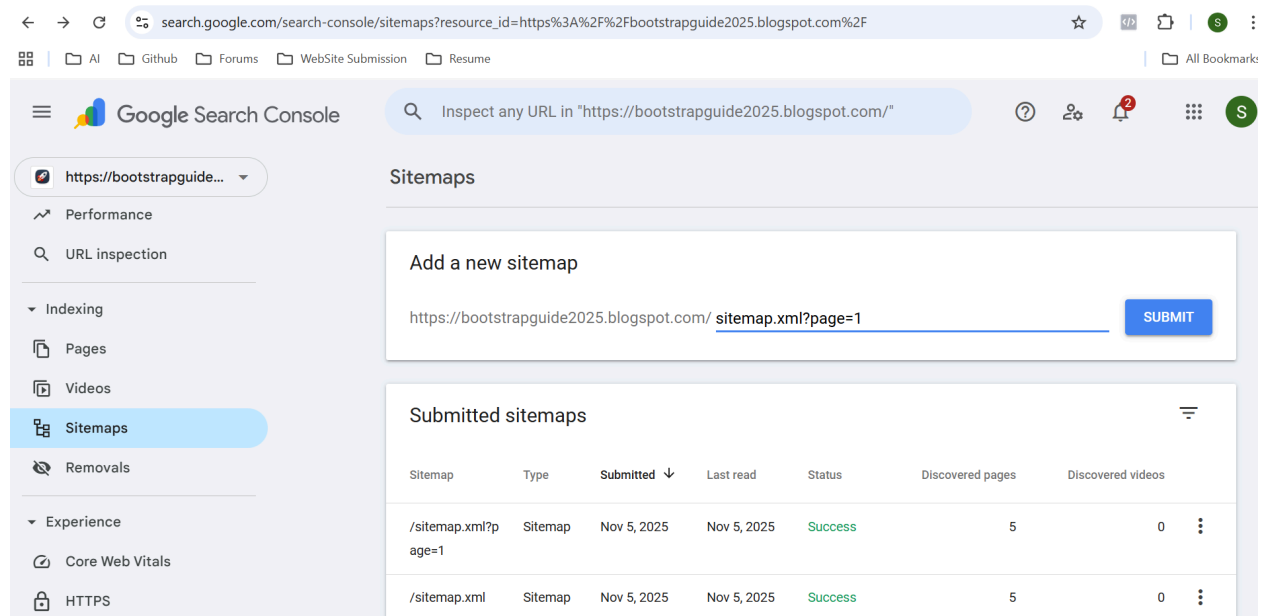 search.google.com/search-console/sitemaps?resource_id=https%3A%2F%2Fbootstrapguide2025.blogspot.com%2F
S
AI Github Forums WebSite Submission Resume All Bookmarks
Google Search Console
Inspect any URL in "https://bootstrapguide2025.blogspot.com/"
2
S
https://bootstrapguide...
Performance
URL inspection
Indexing
Pages
Videos
Sitemaps
Removals
Experience
Core Web Vitals
HTTPS
Sitemaps
Add a new sitemap
https://bootstrapguide2025.blogspot.com/ sitemap.xml?page=1 SUBMIT
Submitted sitemaps
Sitemap Type Submitted Last read Status Discovered pages Discovered videos
/sitemap.xml?p Sitemap Nov 5, 2025 Nov 5, 2025 Success 5 0
age=1
/sitemap.xml Sitemap Nov 5, 2025 Nov 5, 2025 Success 5 0